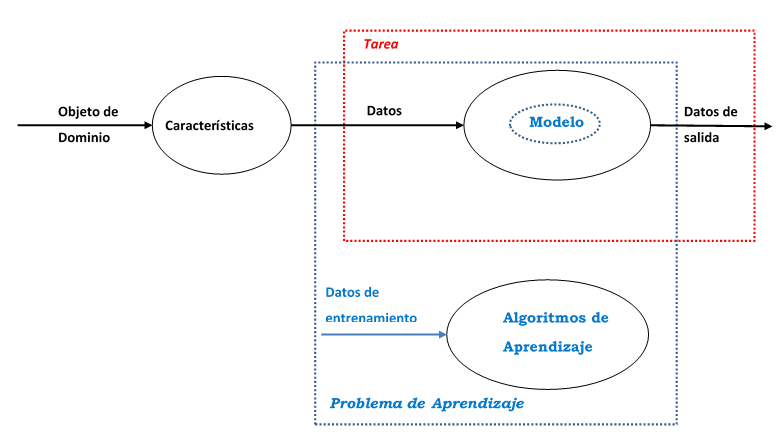 Tarea
Objeto de
Dominio
Características
Datos
Modelo
Datos de
salida
Datos de
entrenamiento
Algoritmos de
Aprendizaje
Problema de Aprendizaje